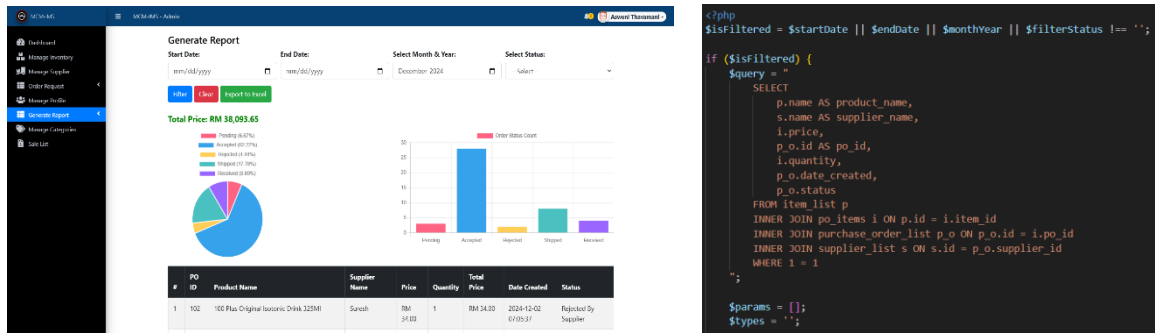 MCM-IMS
MCM-IMS - Admin
Aswani Thavamani
Dashboard
Manage Inventory
Manage Supplier
Order Request
Manage Profile
Generate Report
Manage Categories
Sale List
Generate Report
Start Date:
End Date:
Select Month & Year:
Select Status:
mm/dd/yyyy
mm/dd/yyyy
December 2024
Select
Filter
Clear
Export to Excel
Total Price: RM 38,093.65
Pending (6.67%)
Accepted (62.22%)
Rejected (4.44%)
Shipped (17.78%)
Received (8.89%)
Order Status Count
30
25
20
15
10
5
0
Pending
Accepted
Rejected
Shipped
Received
# PO ID Product Name Supplier Name Price Quantity Total Price Date Created Status
1 102 100 Plus Original Isotonic Drink 325Ml Suresh RM 34.00 1 RM 34.00 2024-12-02 07:05:37 Rejected By Supplier
<?php
$isFiltered = $startDate || $endDate || $monthYear || $filterStatus !== '';
if ($isFiltered) {
$query = "
SELECT
p.name AS product_name,
s.name AS supplier_name,
i.price,
p_o.id AS po_id,
i.quantity,
p_o.date_created,
p_o.status
FROM item_list p
INNER JOIN po_items i ON p.id = i.item_id
INNER JOIN purchase_order_list p_o ON p_o.id = i.po_id
INNER JOIN supplier_list s ON s.id = p_o.supplier_id
WHERE 1 = 1
";
$params = [];
$types = '';